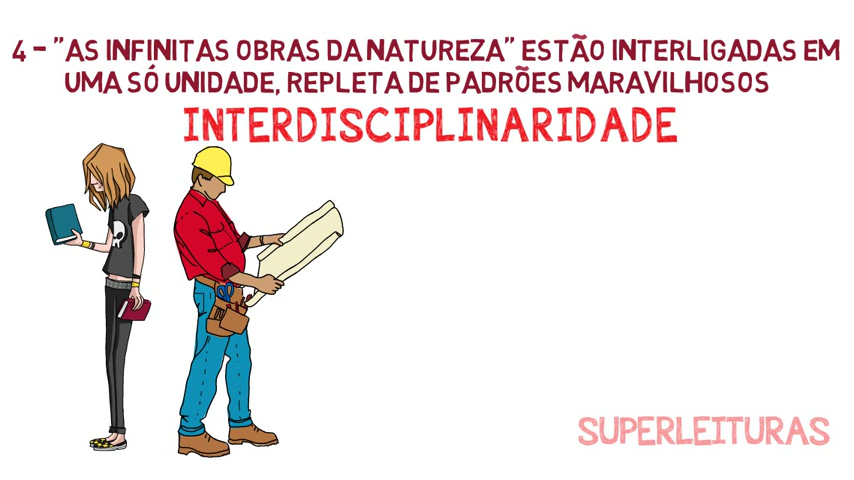 4 - "AS INFINITAS OBRAS DA NATUREZA" ESTÃO INTERLIGADAS EM
UMA SÓ UNIDADE, REPLETA DE PADRÕES MARAVILHOSOS
INTERDISCIPLINARIDADE
SUPERLEITURAS